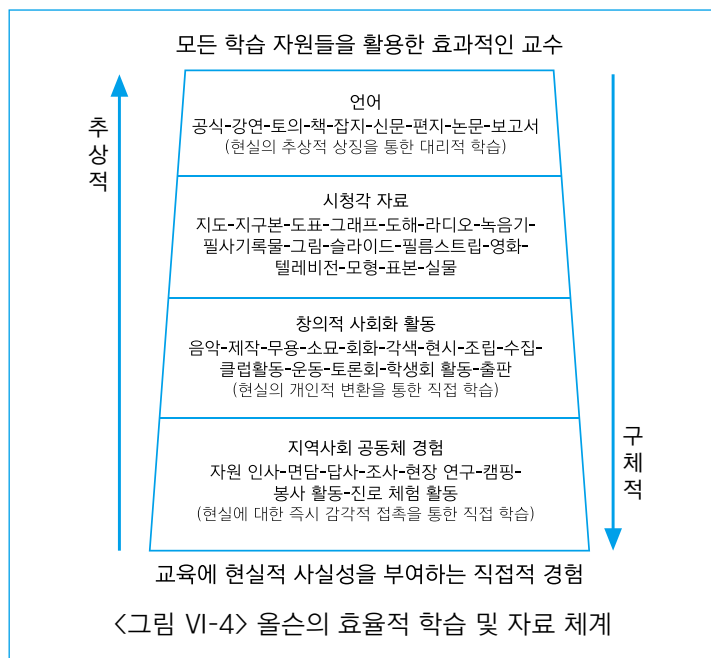 모든 학습 자원들을 활용한 효과적인 교수
추상적
언어
공식-강연-토의-책-잡지-신문-편지-논문-보고서
(현실의 추상적 상징을 통한 대리적 학습)
시청각 자료
지도-지구본-도표-그래프-도해-라디오-녹음기-
필사기록물-그림-슬라이드-필름스트립-영화-
텔레비전-모형-표본-실물
창의적 사회화 활동
음악-제작-무용-소묘-회화-각색-현시-조립-수집-
클럽활동-운동-토론회-학생회 활동-출판
(현실의 개인적 변환을 통한 직접 학습)
지역사회 공동체 경험
자원 인사-면담-답사-조사-현장 연구-캠핑-
봉사 활동-진로 체험 활동
(현실에 대한 즉시 감각적 접촉을 통한 직접 학습)
구체적
교육에 현실적 사실성을 부여하는 직접적 경험
<그림 VI-4> 올슨의 효율적 학습 및 자료 체계